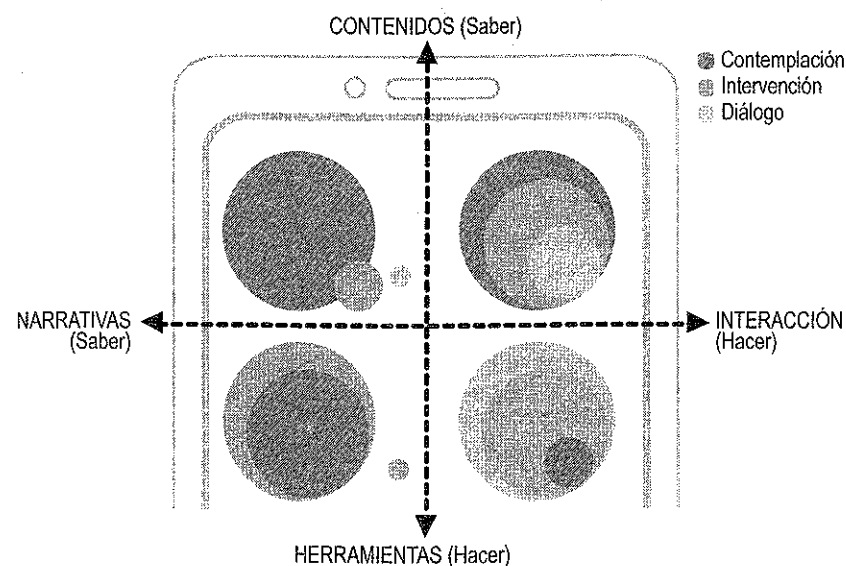 CONTENIDOS (Saber)
Contemplación
Intervención
Diálogo
NARRATIVAS
(Saber)
INTERACCIÓN
(Hacer)
HERRAMIENTAS (Hacer)